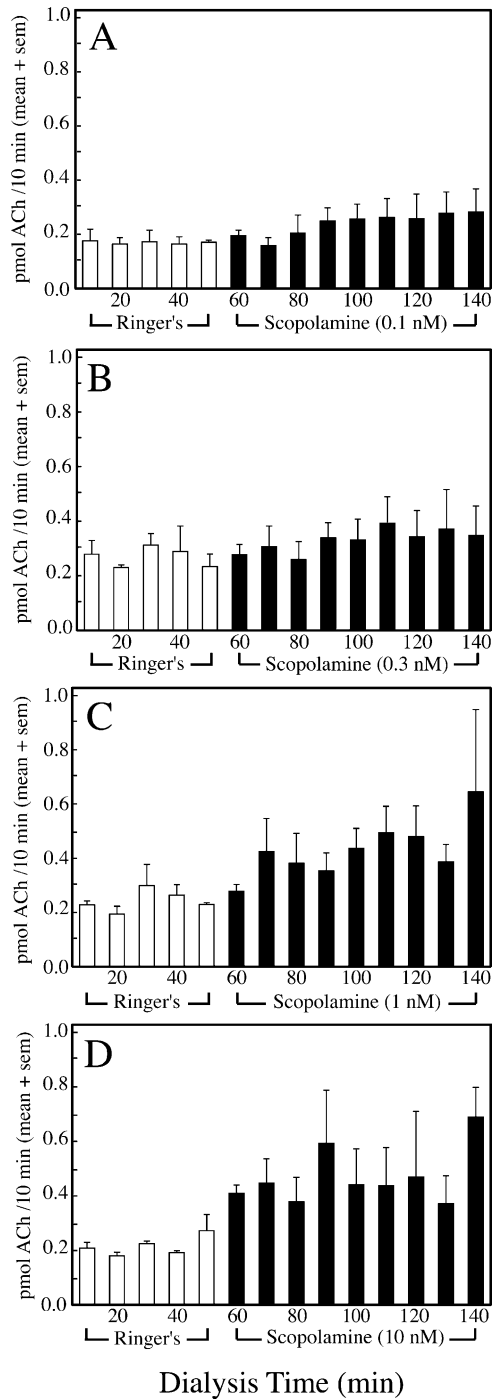 A
pmol ACh /10 min (mean + sem)
1.0
0.8
0.6
0.4
0.2
0.0
20 40 60 80 100 120 140
Ringer's Scopolamine (0.1 nM)
B
pmol ACh /10 min (mean + sem)
1.0
0.8
0.6
0.4
0.2
0.0
20 40 60 80 100 120 140
Ringer's Scopolamine (0.3 nM)
C
pmol ACh /10 min (mean + sem)
1.0
0.8
0.6
0.4
0.2
0.0
20 40 60 80 100 120 140
Ringer's Scopolamine (1 nM)
D
pmol ACh /10 min (mean + sem)
1.0
0.8
0.6
0.4
0.2
0.0
20 40 60 80 100 120 140
Ringer's Scopolamine (10 nM)
Dialysis Time (min)